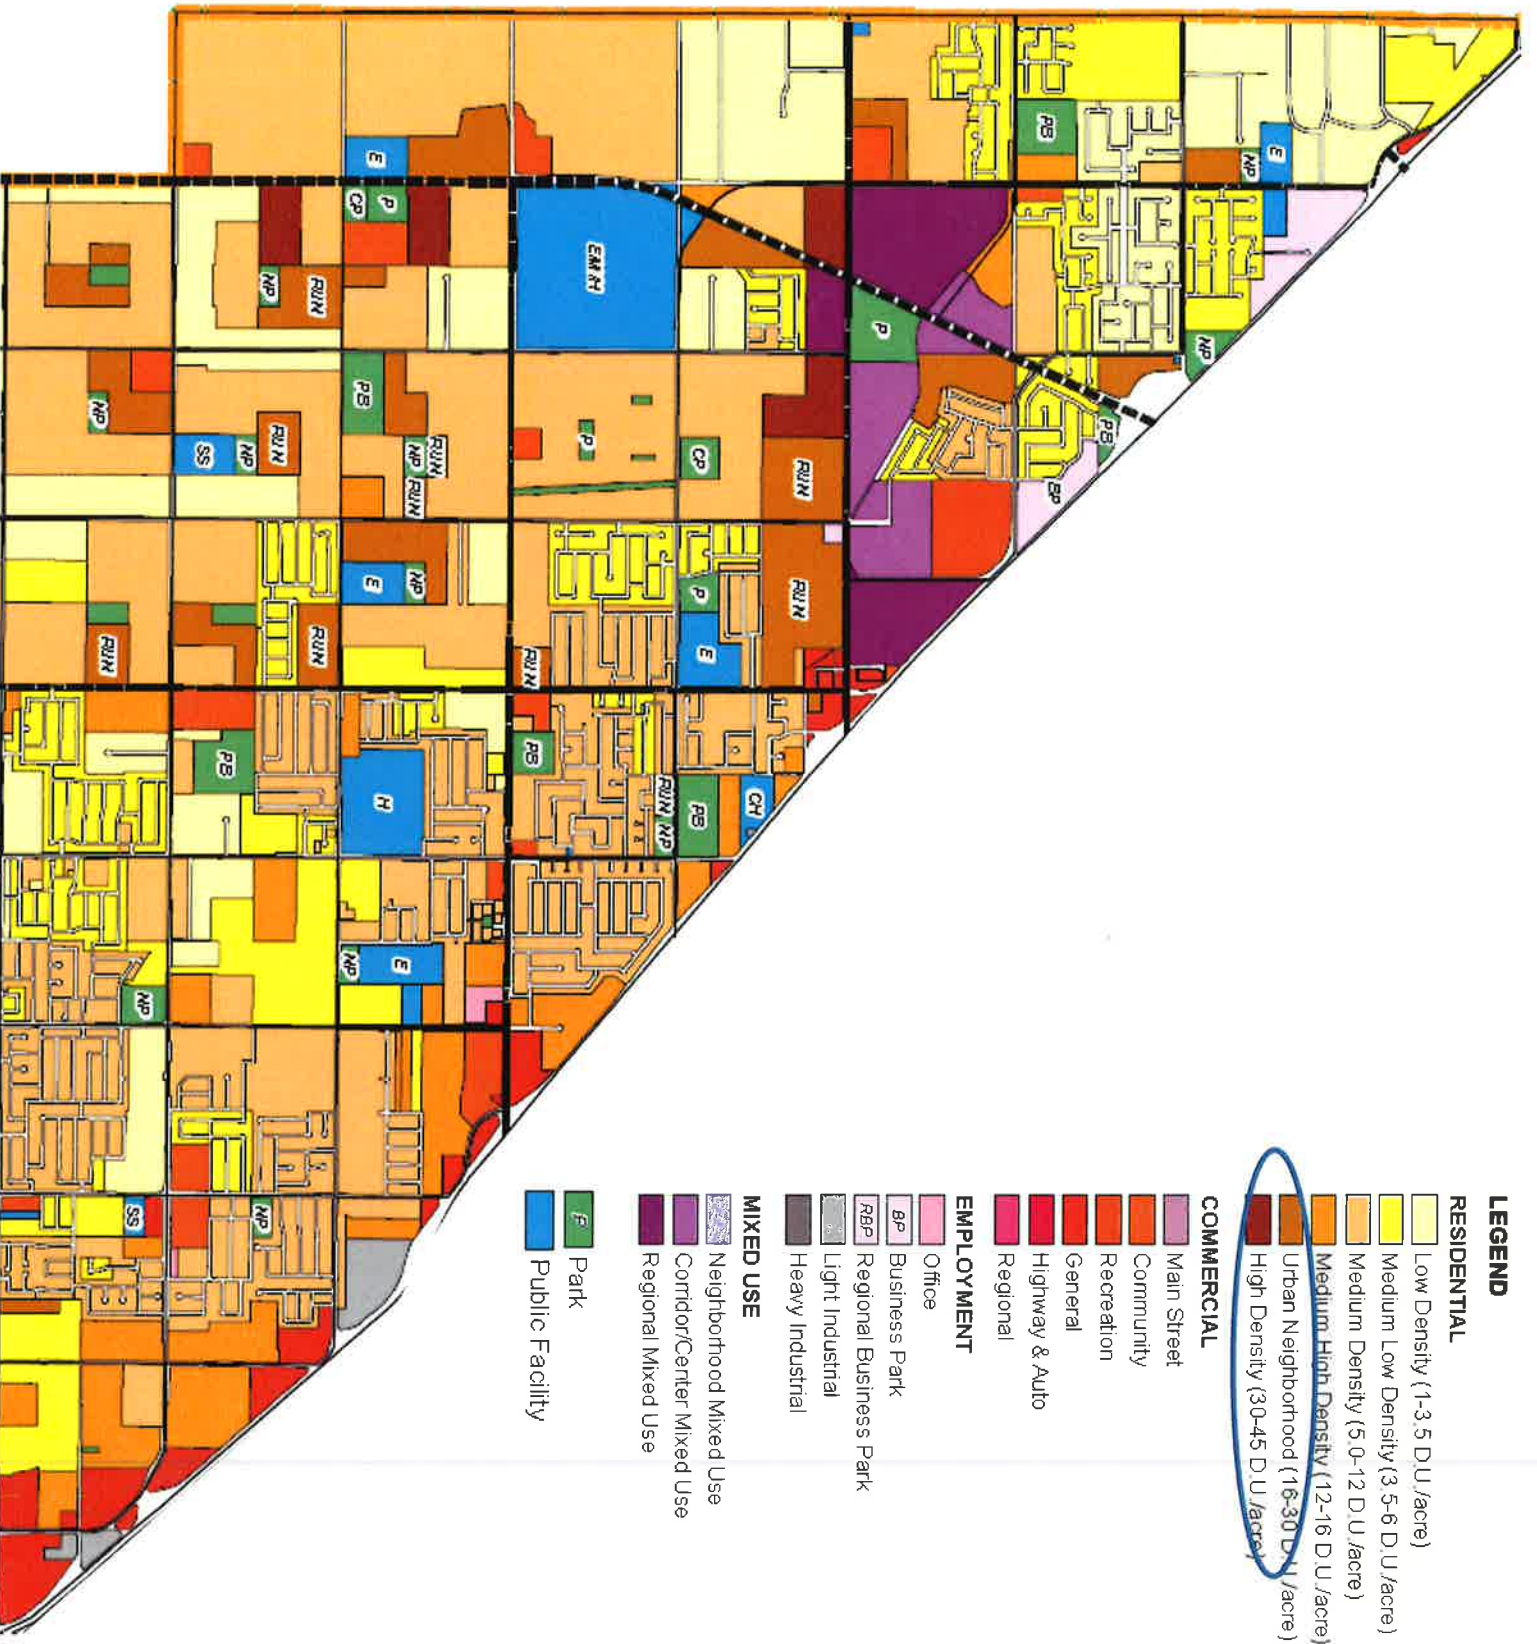 LEGEND
RESIDENTIAL
Low Density (1-3.5 D.U./acre)
Medium Low Density (3.5-6 D.U./acre)
Medium Density (5.0-12 D.U./acre)
Medium High Density (12-16 D.U./acre)
Urban Neighborhood (16-30 D.U./acre)
High Density (30-45 D.U./acre)
COMMERCIAL
Main Street
Community
Recreation
General
Highway & Auto
Regional
EMPLOYMENT
Office
BP Business Park
RBP Regional Business Park
Light Industrial
Heavy Industrial
MIXED USE
Neighborhood Mixed Use
Corridor/Center Mixed Use
Regional Mixed Use
P Park
Public Facility
E
NP
NP
PB
BP
PB
P
RUN
RUN
CH
E
CP
P
PB
RUN
NP
EM H
P
PB
RUN
RUN
NP
RUN
NP
E
P
H
E
E
PB
CP
NP
RUN
RUN
RUN
NP
NP
NP
PB
SS
NP
SS
RUN
NP